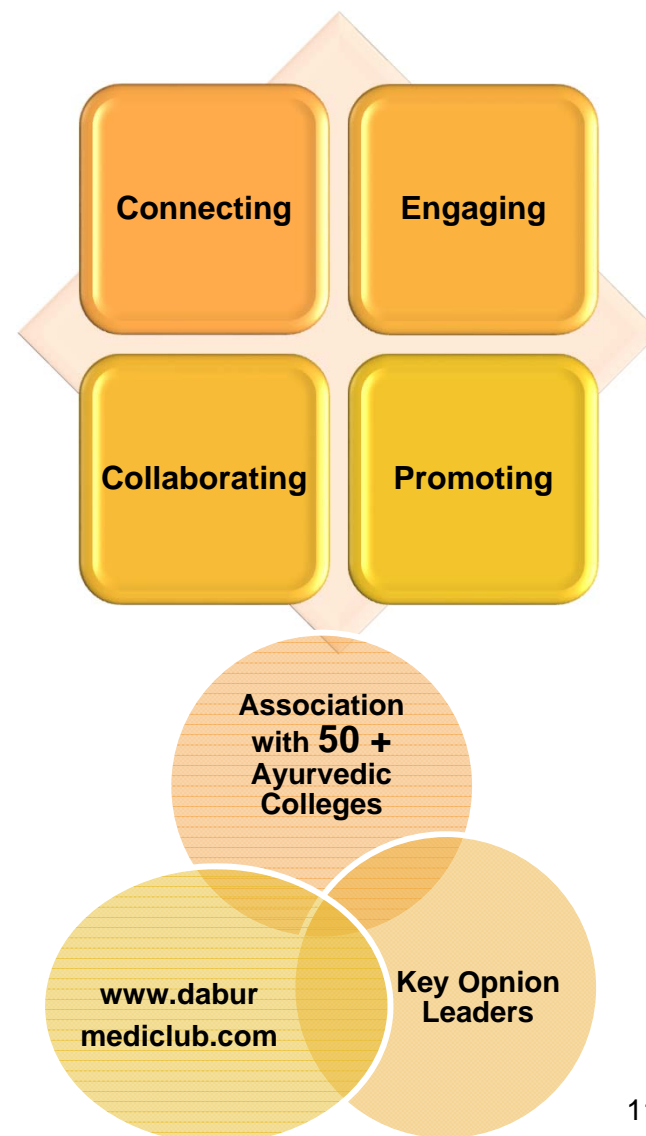 Connecting
Engaging
Collaborating
Promoting
Association
with 50 +
Ayurvedic
Colleges
www.dabur
mediclub.com
Key Opnion
Leaders